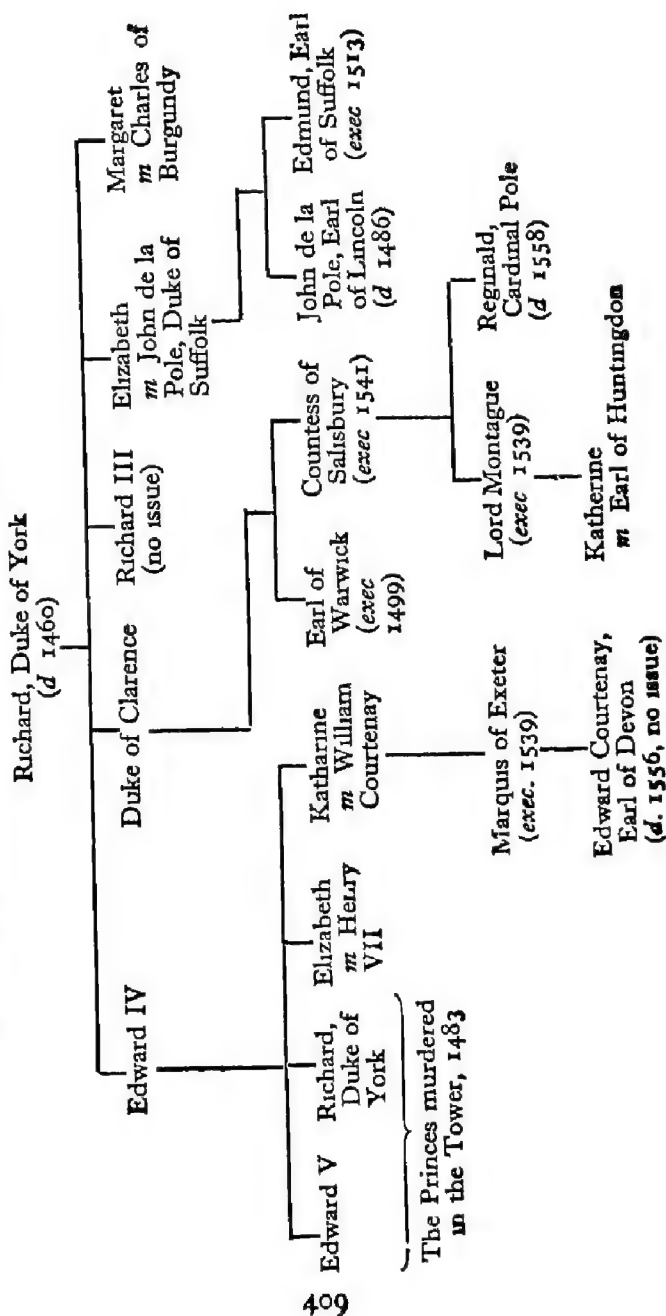 Richard, Duke of York
(d 1460)
Edward IV
Duke of Clarence
Richard III
(no issue)
Elizabeth
m John de la
Pole, Duke of
Suffolk
Margaret
m Charles of
Burgundy
Edward V
Richard,
Duke of
York
Elizabeth
m Henry
VII
Katharine
m William
Courtenay
Earl of
Warwick
(exec
1499)
Countess of
Salisbury
(exec 1541)
John de la
Pole, Earl
of Lincoln
(d 1486)
Edmund, Earl
of Suffolk
(exec 1513)
The Princes murdered
in the Tower, 1483
Marquis of Exeter
(exec. 1539)
Lord Montague
(exec 1539)
Reginald,
Cardinal Pole
(d 1558)
Edward Courtenay,
Earl of Devon
(d. 1556, no issue)
Katherine
m Earl of Huntingdon
409